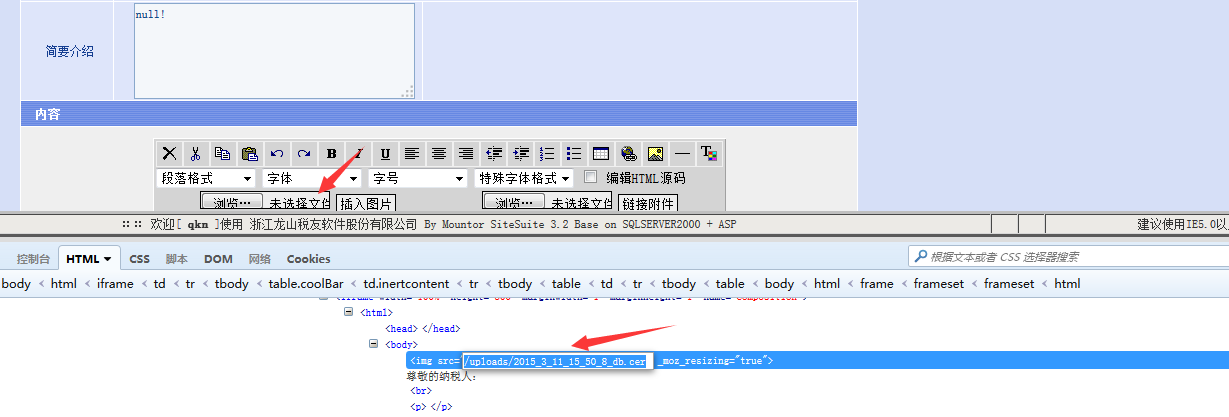 null!
简要介绍
内容
B I U
段落格式 字体 字号 特殊字体格式 编辑HTML源码
浏览… 未选择文件 插入图片 浏览… 未选择文件 链接附件
:: :: 欢迎[ qkn ]使用 浙江龙山税友软件股份有限公司 By Mountor SiteSuite 3.2 Base on SQLSERVER2000 + ASP 建议使用IE5.0以
控制台 HTML CSS 脚本 DOM 网络 Cookies 根据文本或者 CSS 选择器搜索
body < html < iframe < td < tr < tbody < table.coolBar < td.inertcontent < tr < tbody < table < td < tr < tbody < table < body < html < frame < frameset < frameset < html
<html>
<head> </head>
<body>
<img src="/uploads/2015_3_11_15_50_8_db.cer _moz_resizing="true">
尊敬的纳税人:
<br>
<p> </p>